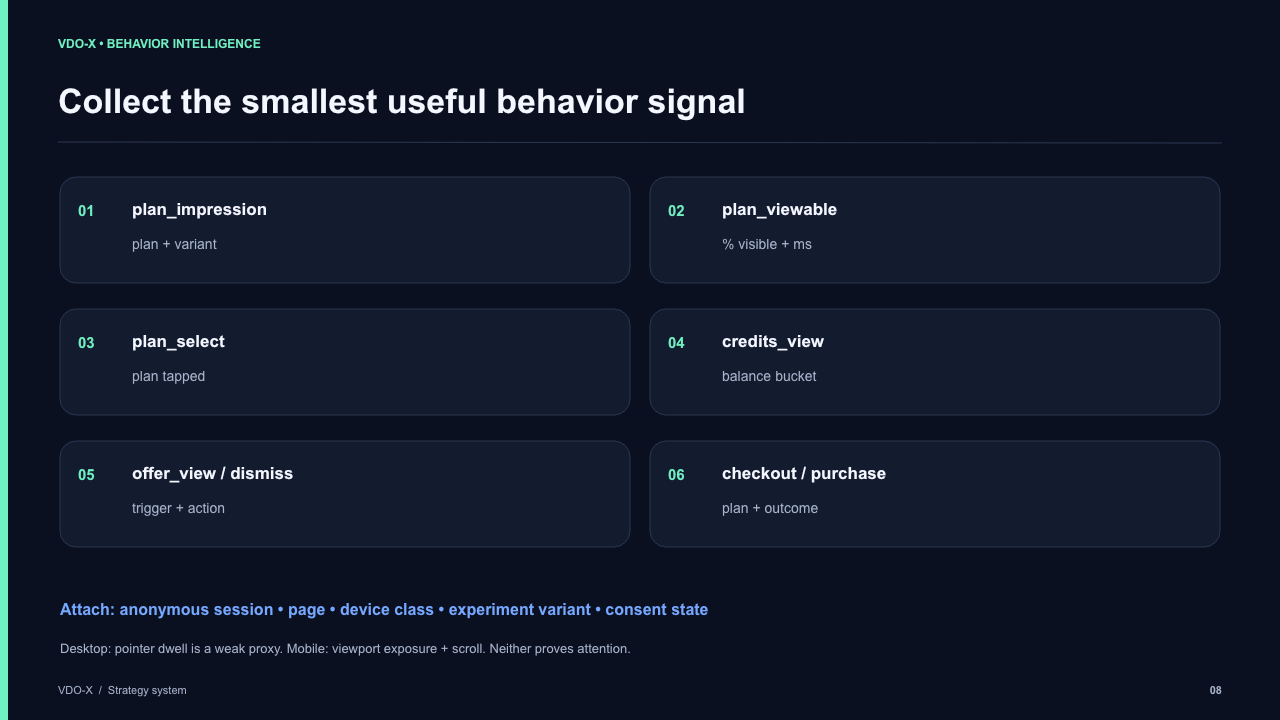 VDO-X • BEHAVIOR INTELLIGENCE
Collect the smallest useful behavior signal
01 plan_impression
plan + variant
02 plan_viewable
% visible + ms
03 plan_select
plan tapped
04 credits_view
balance bucket
05 offer_view / dismiss
trigger + action
06 checkout / purchase
plan + outcome
Attach: anonymous session • page • device class • experiment variant • consent state
Desktop: pointer dwell is a weak proxy. Mobile: viewport exposure + scroll. Neither proves attention.
VDO-X / Strategy system
08